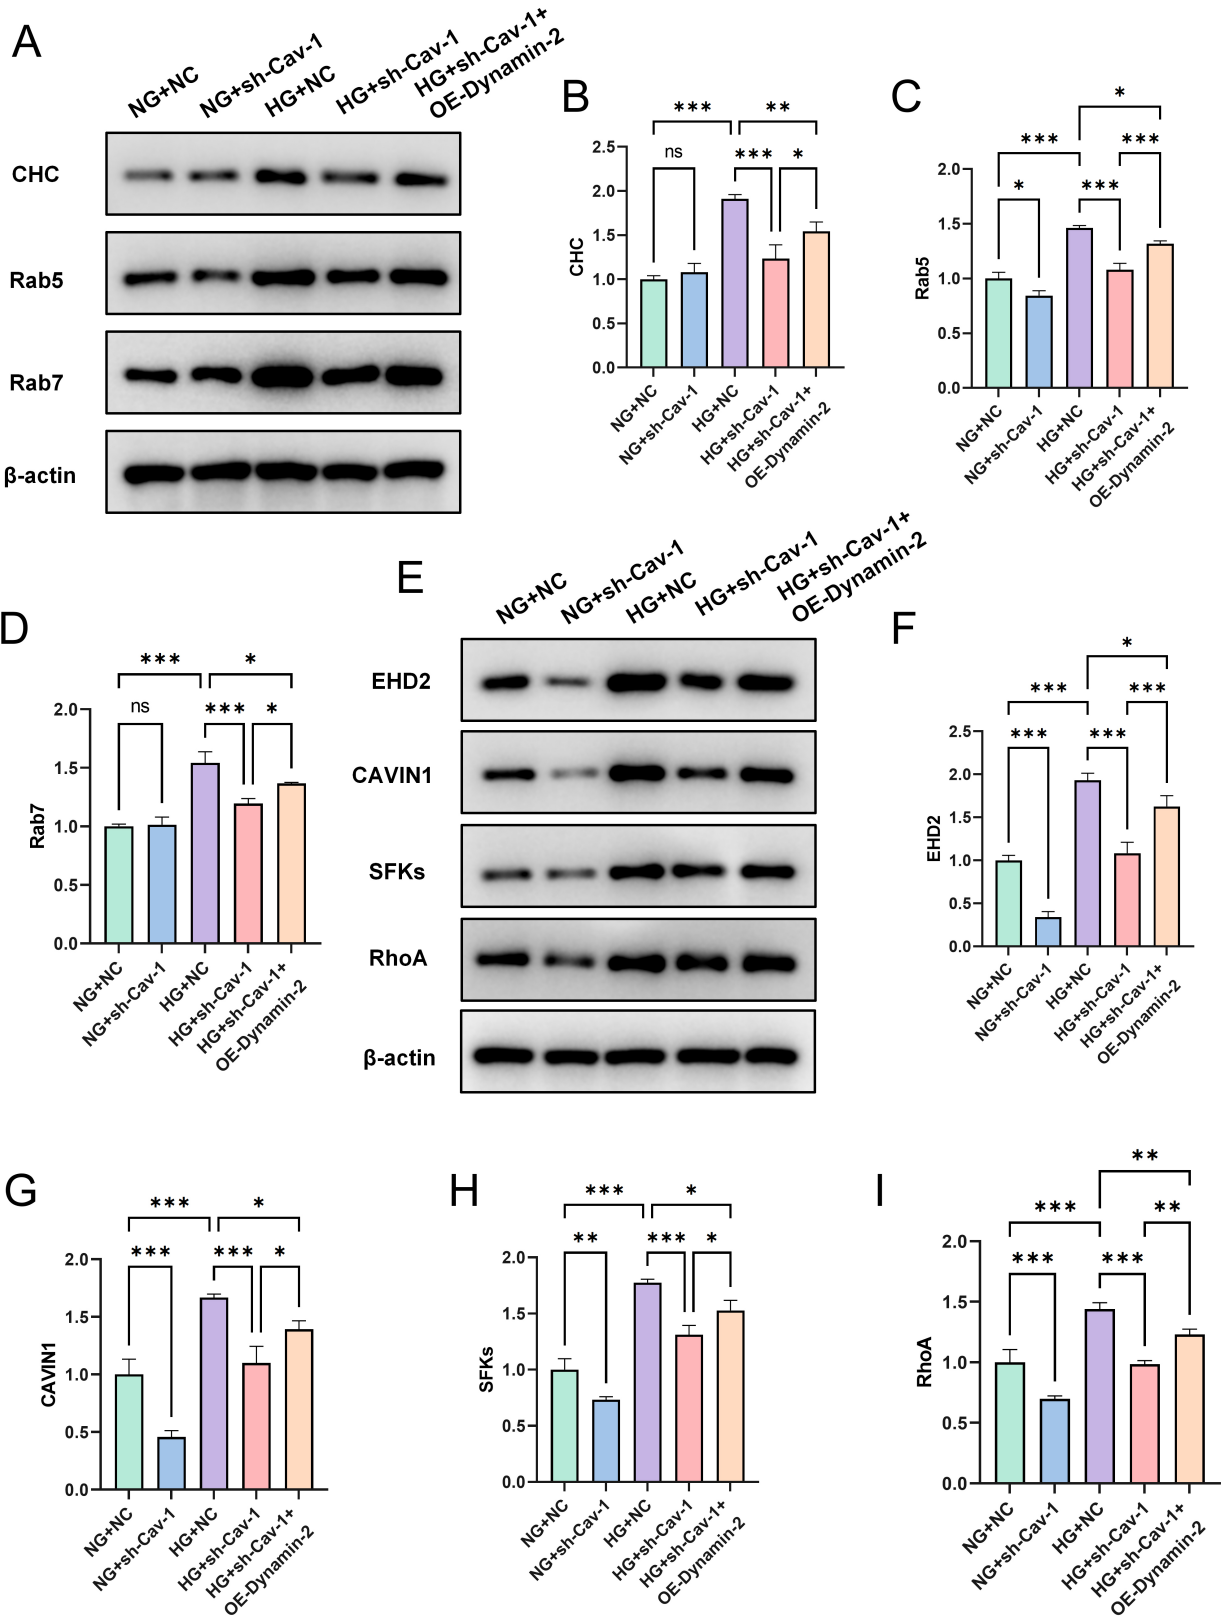 A
NG+NC
NG+sh-Cav-1
HG+NC
HG+sh-Cav-1
HG+sh-Cav-1+
OE-Dynamin-2
CHC
Rab5
Rab7
β-actin
B
***
**
ns
***
*
2.5
2.0
1.5
1.0
0.5
0.0
CHC
NG+NC
NG+sh-Cav-1
HG+NC
HG+sh-Cav-1
HG+sh-Cav-1+
OE-Dynamin-2
C
*
***
***
*
***
2.0
1.5
1.0
0.5
0.0
Rab5
NG+NC
NG+sh-Cav-1
HG+NC
HG+sh-Cav-1
HG+sh-Cav-1+
OE-Dynamin-2
D
***
*
ns
***
*
2.0
1.5
1.0
0.5
0.0
Rab7
NG+NC
NG+sh-Cav-1
HG+NC
HG+sh-Cav-1
HG+sh-Cav-1+
OE-Dynamin-2
E
NG+NC
NG+sh-Cav-1
HG+NC
HG+sh-Cav-1
HG+sh-Cav-1+
OE-Dynamin-2
EHD2
CAVIN1
SFKs
RhoA
β-actin
F
*
***
***
***
***
2.5
2.0
1.5
1.0
0.5
0.0
EHD2
NG+NC
NG+sh-Cav-1
HG+NC
HG+sh-Cav-1
HG+sh-Cav-1+
OE-Dynamin-2
G
***
*
***
***
*
2.0
1.5
1.0
0.5
0.0
CAVIN1
NG+NC
NG+sh-Cav-1
HG+NC
HG+sh-Cav-1
HG+sh-Cav-1+
OE-Dynamin-2
H
***
*
**
***
*
2.0
1.5
1.0
0.5
0.0
SFKs
NG+NC
NG+sh-Cav-1
HG+NC
HG+sh-Cav-1
HG+sh-Cav-1+
OE-Dynamin-2
I
**
***
**
***
***
2.0
1.5
1.0
0.5
0.0
RhoA
NG+NC
NG+sh-Cav-1
HG+NC
HG+sh-Cav-1
HG+sh-Cav-1+
OE-Dynamin-2